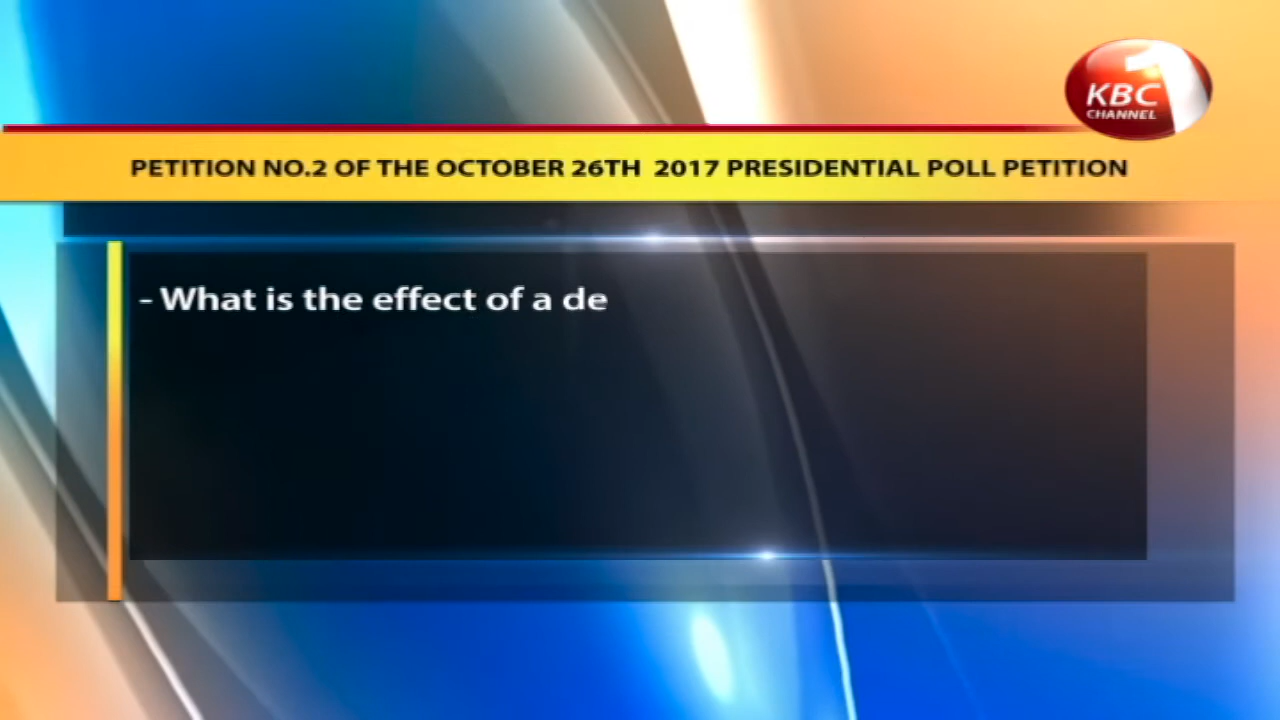 KBC 1
CHANNEL
PETITION NO.2 OF THE OCTOBER 26TH 2017 PRESIDENTIAL POLL PETITION
- What is the effect of a de